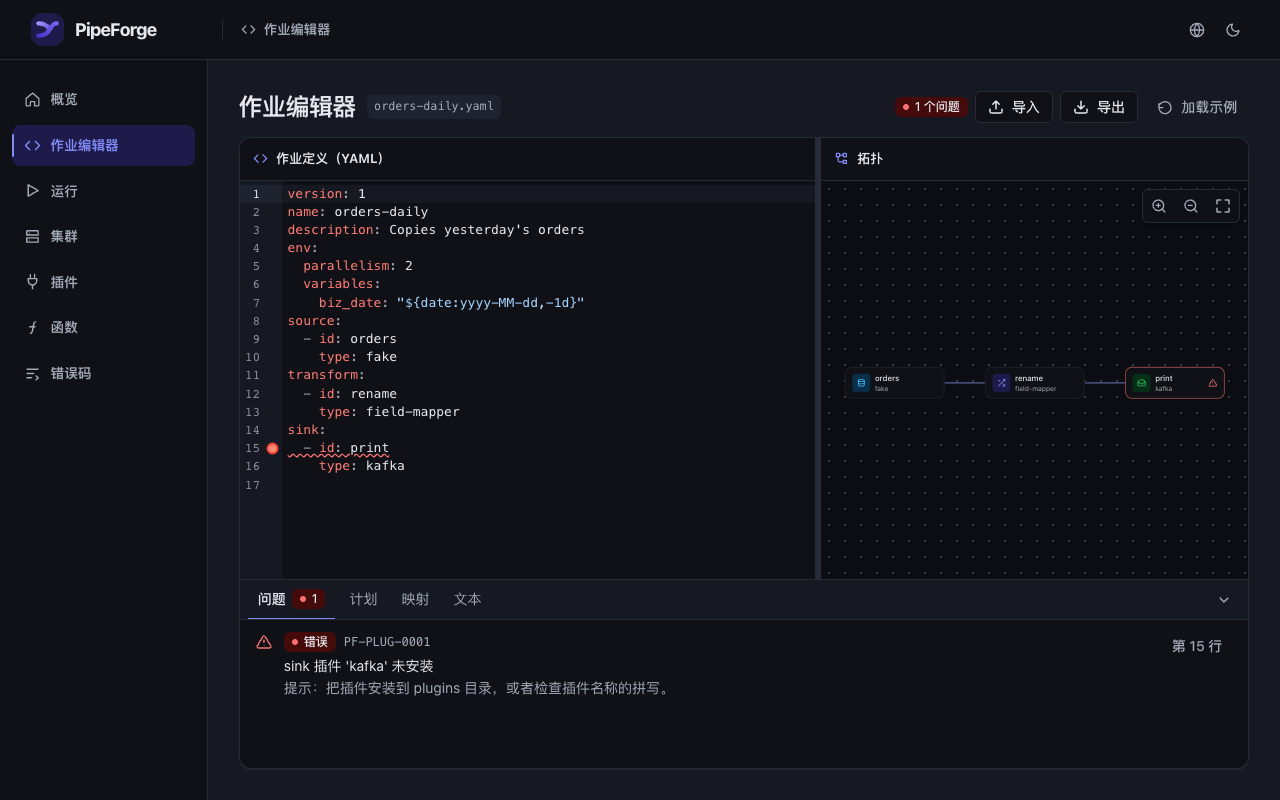 PipeForge
作业编辑器
概览
作业编辑器
运行
集群
插件
函数
错误码
作业编辑器 orders-daily.yaml
1 个问题 导入 导出 加载示例
作业定义（YAML）
1 version: 1
2 name: orders-daily
3 description: Copies yesterday's orders
4 env:
5 parallelism: 2
6 variables:
7 biz_date: "${date:yyyy-MM-dd,-1d}"
8 source:
9 - id: orders
10 type: fake
11 transform:
12 - id: rename
13 type: field-mapper
14 sink:
15 - id: print
16 type: kafka
17
拓扑
orders
fake
rename
field-mapper
print
kafka
问题 1 计划 映射 文本
错误 PF-PLUG-0001
第 15 行
sink 插件 'kafka' 未安装
提示：把插件安装到 plugins 目录，或者检查插件名称的拼写。